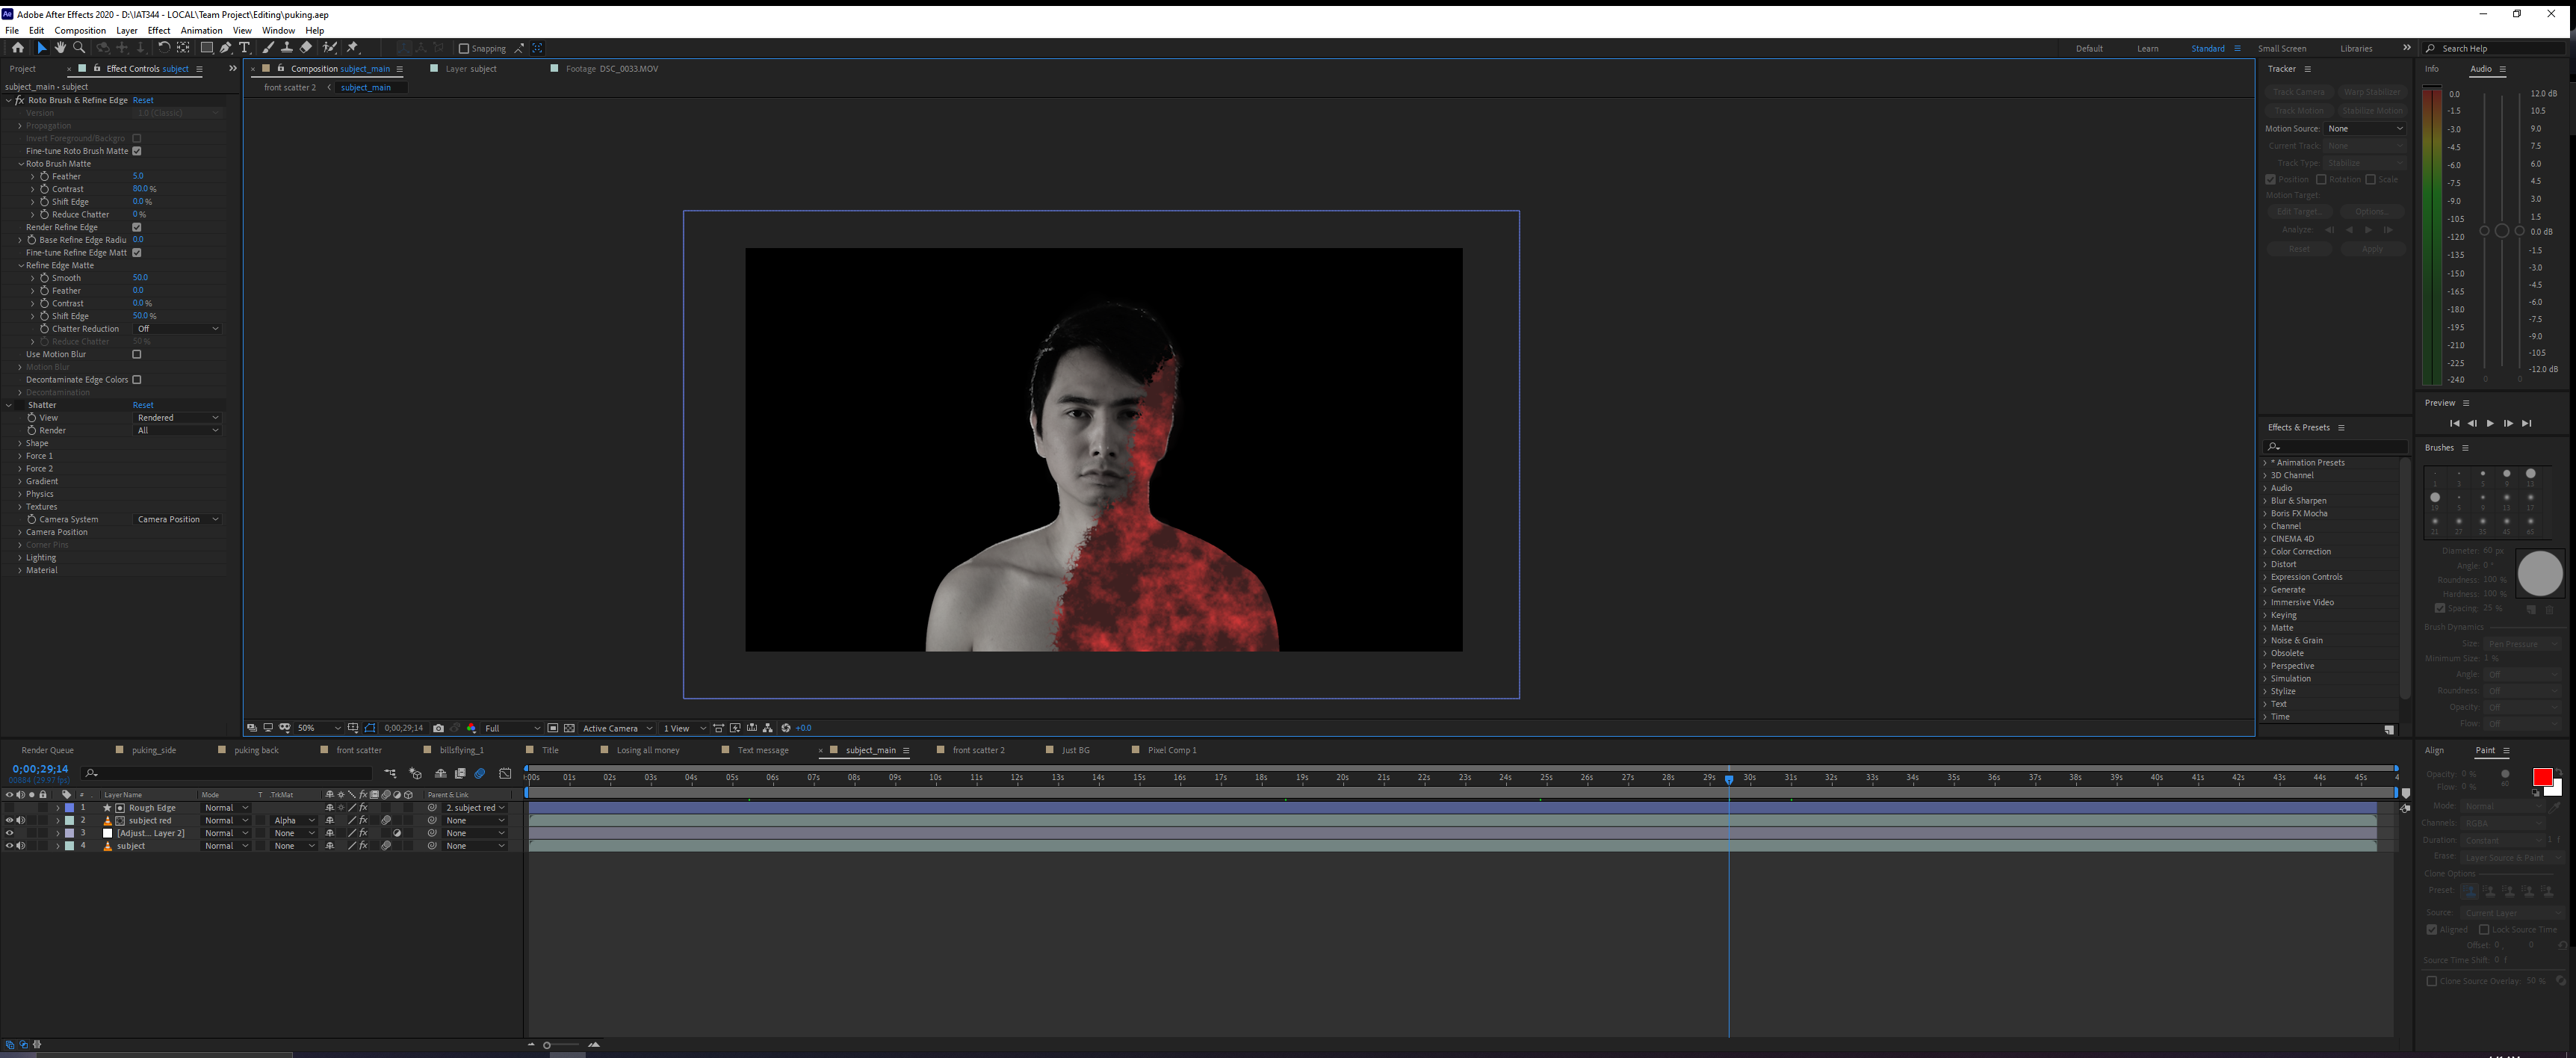 Adobe After Effects 2020 - D:\IAT344 - LOCAL\Team Project\Editing\puking.aep
File Edit Composition Layer Effect Animation View Window Help
Snapping
Default Learn Standard Small Screen Libraries Search Help
Project Effect Controls subject
subject_main • subject
Roto Brush & Refine Edge Reset
Version 1.0 (Classic)
Propagation
Invert Foreground/Backgro
Fine-tune Roto Brush Matte
Roto Brush Matte
Feather 5.0
Contrast 80.0 %
Shift Edge 0.0 %
Reduce Chatter 0 %
Render Refine Edge
Base Refine Edge Radiu 0.0
Fine-tune Refine Edge Matt
Refine Edge Matte
Smooth 50.0
Feather 0.0
Contrast 0.0 %
Shift Edge 50.0 %
Chatter Reduction Off
Reduce Chatter 50 %
Use Motion Blur
Motion Blur
Decontaminate Edge Colors
Decontamination
Shatter Reset
View Rendered
Render All
Shape
Force 1
Force 2
Gradient
Physics
Textures
Camera System Camera Position
Camera Position
Corner Pins
Lighting
Material
Composition subject_main Layer subject Footage DSC_0033.MOV
front scatter 2 subject_main
50% 0;00;29;14 Full Active Camera 1 View +0.0
Tracker
Track Camera Warp Stabilizer
Track Motion Stabilize Motion
Motion Source: None
Current Track: None
Track Type: Stabilize
Position Rotation Scale
Motion Target:
Edit Target... Options...
Analyze:
Reset Apply
Effects & Presets
* Animation Presets
3D Channel
Audio
Blur & Sharpen
Boris FX Mocha
Channel
CINEMA 4D
Color Correction
Distort
Expression Controls
Generate
Immersive Video
Keying
Matte
Noise & Grain
Obsolete
Perspective
Simulation
Stylize
Text
Time
Info Audio
0.0 12.0 dB
-1.5 10.5
-3.0 9.0
-4.5 7.5
-6.0 6.0
-7.5 4.5
-9.0 3.0
-10.5 1.5
-12.0 0.0 dB
-13.5 -1.5
-15.0 -3.0
-16.5 -4.5
-18.0 -6.0
-19.5 -7.5
-21.0 -9.0
-22.5 -10.5
-24.0 0 0 -12.0 dB
Preview
Brushes
Diameter: 60 px
Angle: 0 °
Roundness: 100 %
Hardness: 100 %
Spacing: 25 %
Brush Dynamics
Size: Pen Pressure
Minimum Size: 1 %
Angle: Off
Roundness: Off
Opacity: Off
Flow: Off
Align Paint
Opacity: 0 %
Flow: 0 % 60
Mode: Normal
Channels: RGBA
Duration: Constant 1 f
Erase: Layer Source & Paint
Clone Options
Preset:
Source: Current Layer
Aligned Lock Source Time
Offset: 0 , 0
Source Time Shift: 0 f
Clone Source Overlay: 50 %
Render Queue puking_side puking back front scatter billsflying_1 Title Losing all money Text message subject_main front scatter 2 Just BG Pixel Comp 1
0;00;29;14
00884 (29.97 fps)
:00s 01s 02s 03s 04s 05s 06s 07s 08s 09s 10s 11s 12s 13s 14s 15s 16s 17s 18s 19s 20s 21s 22s 23s 24s 25s 26s 27s 28s 29s 30s 31s 32s 33s 34s 35s 36s 37s 38s 39s 40s 41s 42s 43s 44s 45s 4
# Layer Name Mode T .TrkMat Parent & Link
1 Rough Edge Normal 2. subject red
2 subject red Normal Alpha None
3 [Adjust... Layer 2] Normal None None
4 subject Normal None None